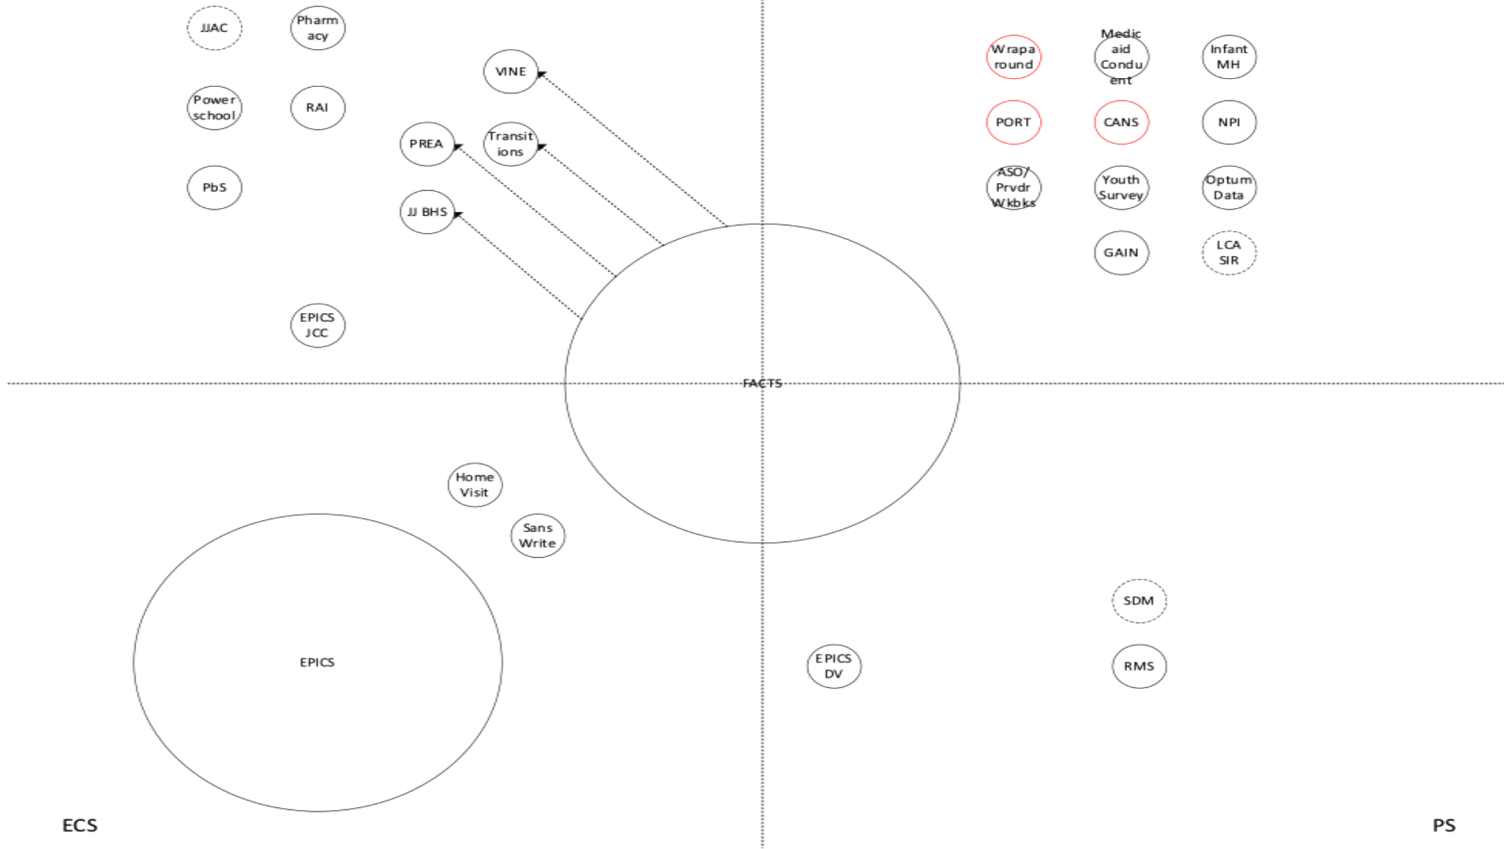 JJAC
Pharm
acy
VINE
Wrapa
round
Medic
aid
Condu
ent
Infant
MH
Power
school
RAI
PREA
Transit
ions
PORT
CANS
NPI
PbS
JJ BHS
ASO/
Prvdr
Wkbks
Youth
Survey
Optum
Data
GAIN
LCA
SIR
EPICS
JCC
FACTS
Home
Visit
Sans
Write
SDM
EPICS
EPICS
DV
RMS
ECS
PS